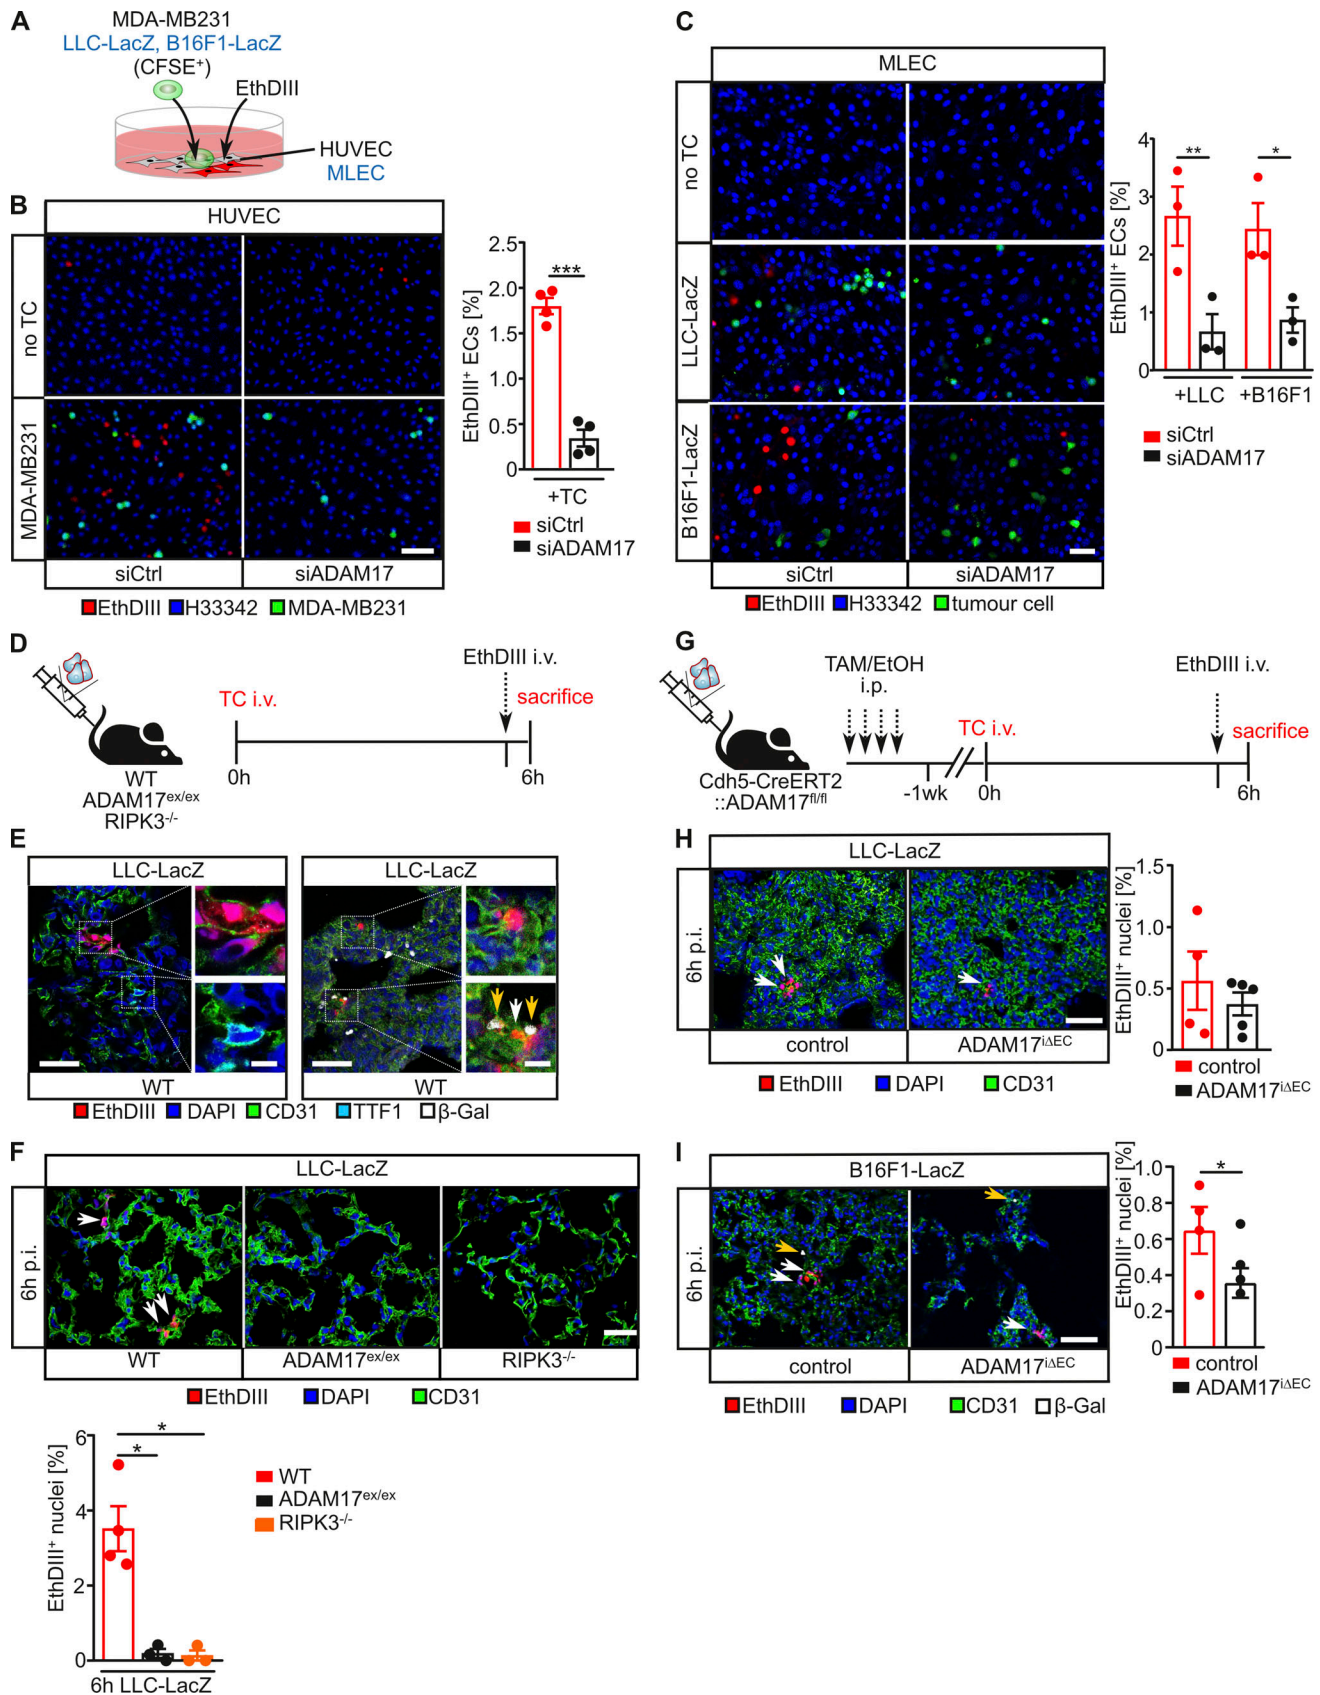 A
MDA-MB231
LLC-LacZ, B16F1-LacZ
(CFSE⁺)
EthDIII
HUVEC
MLEC
B
HUVEC
no TC
MDA-MB231
siCtrl
siADAM17
EthDIII H33342 MDA-MB231
EthDIII⁺ ECs [%]
2.5
2.0
1.5
1.0
0.5
0
***
+TC
siCtrl
siADAM17
C
MLEC
no TC
LLC-LacZ
B16F1-LacZ
siCtrl
siADAM17
EthDIII H33342 tumour cell
EthDIII⁺ ECs [%]
4
3
2
1
0
**
*
+LLC
+B16F1
siCtrl
siADAM17
D
EthDIII i.v.
TC i.v.
sacrifice
0h
6h
WT
ADAM17ex/ex
RIPK3-/-
E
LLC-LacZ
LLC-LacZ
WT
WT
EthDIII DAPI CD31 TTF1 β-Gal
F
LLC-LacZ
6h p.i.
WT
ADAM17ex/ex
RIPK3-/-
EthDIII DAPI CD31
EthDIII⁺ nuclei [%]
6
4
2
0
*
*
6h LLC-LacZ
WT
ADAM17ex/ex
RIPK3-/-
G
TAM/EtOH
i.p.
EthDIII i.v.
TC i.v.
sacrifice
Cdh5-CreERT2
::ADAM17fl/fl
-1wk
0h
6h
H
LLC-LacZ
6h p.i.
control
ADAM17iΔEC
EthDIII DAPI CD31
EthDIII⁺ nuclei [%]
1.5
1.0
0.5
0
control
ADAM17iΔEC
I
B16F1-LacZ
6h p.i.
control
ADAM17iΔEC
EthDIII DAPI CD31 β-Gal
EthDIII⁺ nuclei [%]
1.0
0.8
0.6
0.4
0.2
0
*
control
ADAM17iΔEC